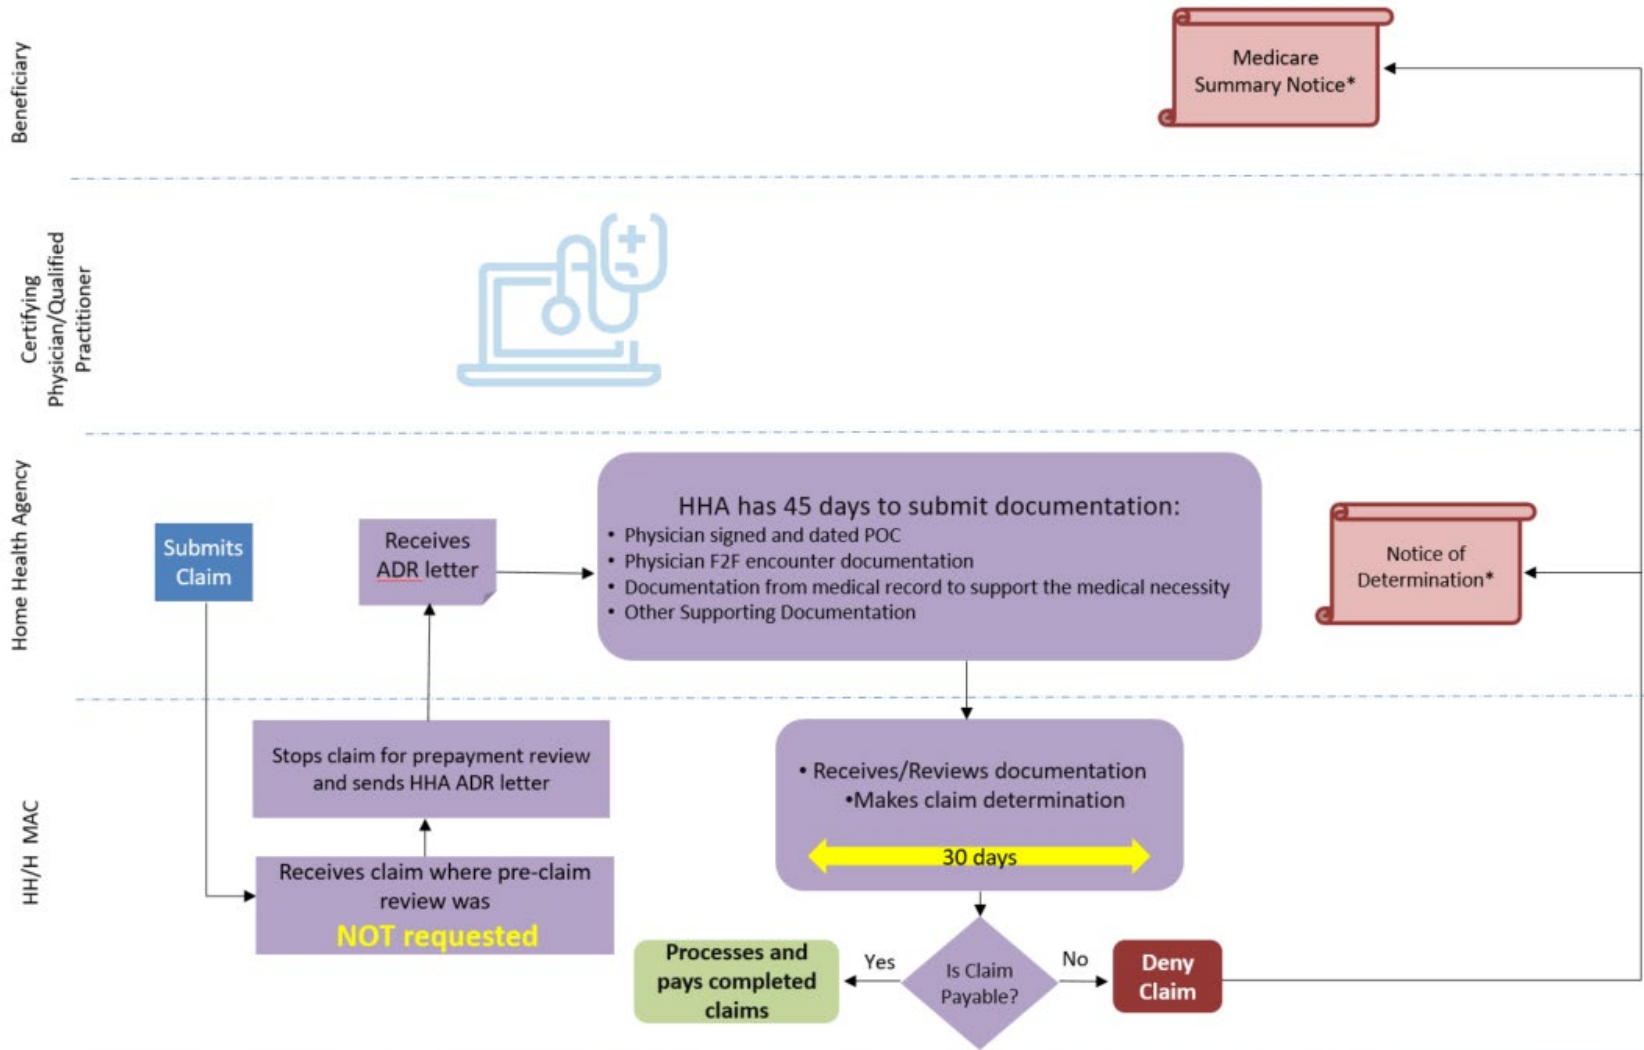 Beneficiary
Medicare
Summary Notice*
Certifying
Physician/Qualified
Practitioner
Home Health Agency
Submits
Claim
Receives
ADR letter
HHA has 45 days to submit documentation:
• Physician signed and dated POC
• Physician F2F encounter documentation
• Documentation from medical record to support the medical necessity
• Other Supporting Documentation
Notice of
Determination*
HH/H MAC
Stops claim for prepayment review
and sends HHA ADR letter
Receives claim where pre-claim
review was
NOT requested
• Receives/Reviews documentation
•Makes claim determination
30 days
Processes and
pays completed
claims
Yes
Is Claim
Payable?
No
Deny
Claim